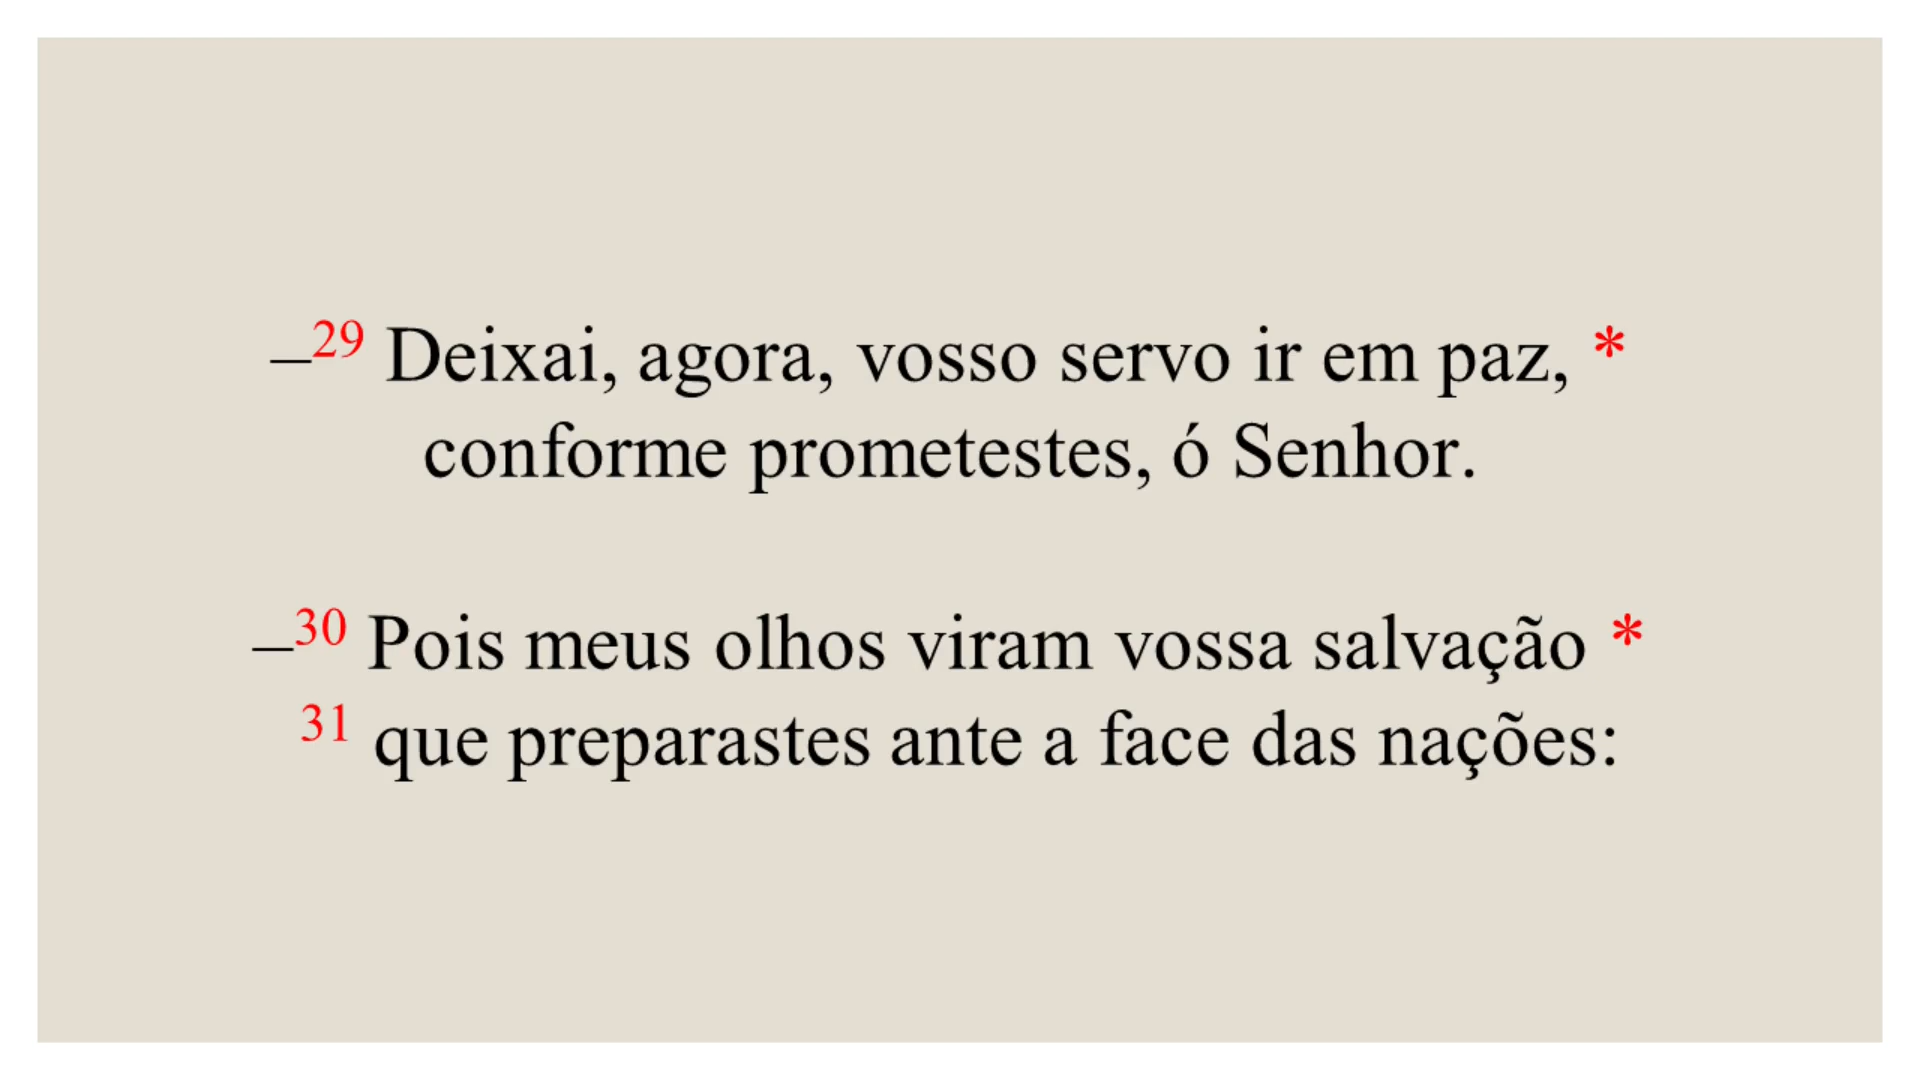 –29 Deixai, agora, vosso servo ir em paz, *
conforme prometestes, ó Senhor.
–30 Pois meus olhos viram vossa salvação *
31 que preparastes ante a face das nações: